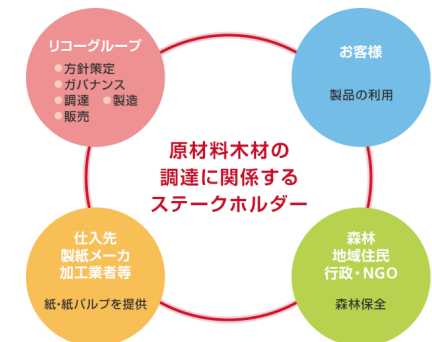 リコーグループ
●方針策定
●ガバナンス
●調達 ●製造
●販売
お客様
製品の利用
原材料木材の
調達に関係する
ステークホルダー
仕入先
製紙メーカ
加工業者等
紙・紙パルプを提供
森林
地域住民
行政・NGO
森林保全